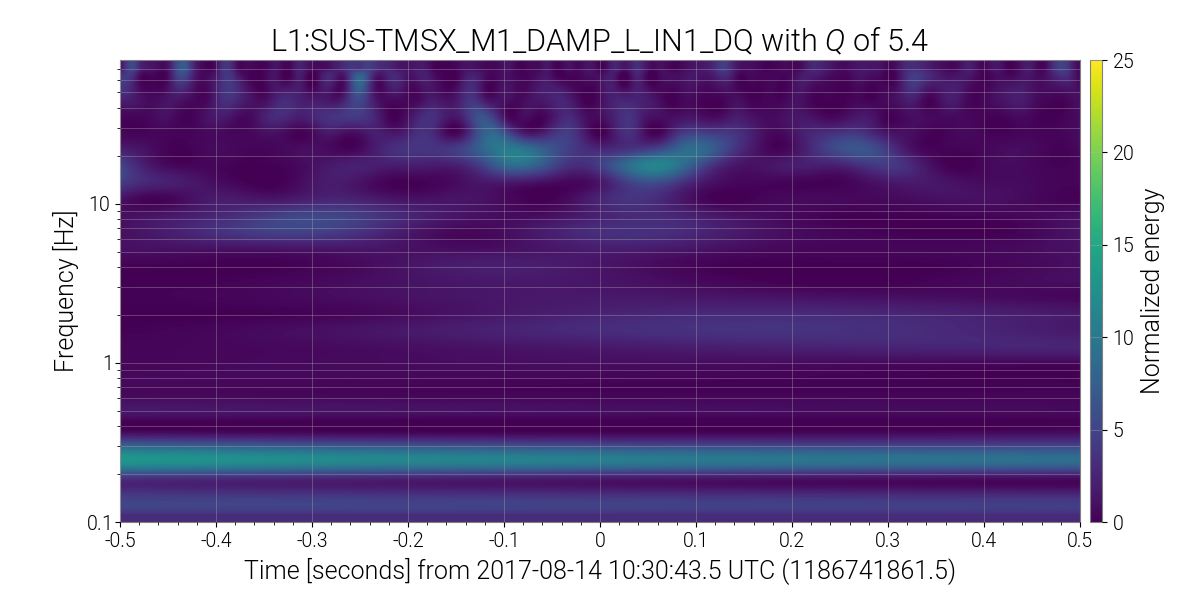 L1:SUS-TMSX_M1_DAMP_L_IN1_DQ with Q of 5.4
Frequency [Hz]
10
1
0.1
-0.5 -0.4 -0.3 -0.2 -0.1 0 0.1 0.2 0.3 0.4 0.5
Time [seconds] from 2017-08-14 10:30:43.5 UTC (1186741861.5)
25
20
15
10
5
0
Normalized energy